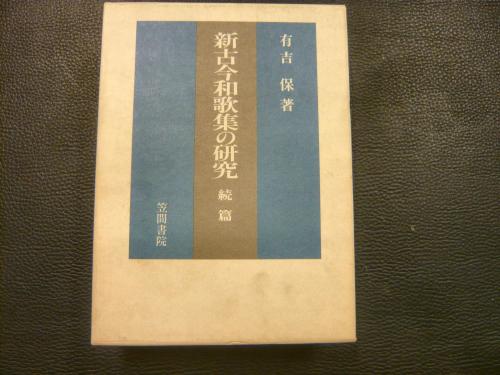 有吉 保 著
新古今和歌集の研究
続篇
笠間書院